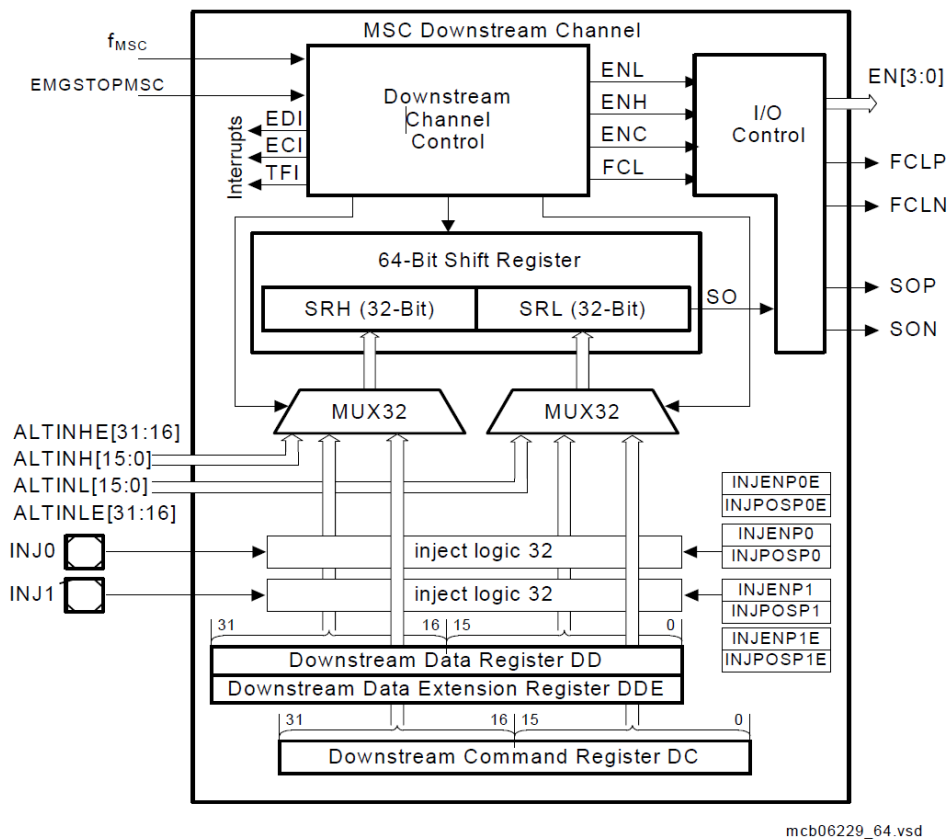 MSC Downstream Channel
fMSC
EMGSTOPMSC
Interrupts
EDI
ECI
TFI
Downstream
Channel
Control
ENL
ENH
ENC
FCL
I/O
Control
EN[3:0]
FCLP
FCLN
SOP
SON
64-Bit Shift Register
SRH (32-Bit)
SRL (32-Bit)
SO
MUX32
MUX32
ALTINHE[31:16]
ALTINH[15:0]
ALTINL[15:0]
ALTINLE[31:16]
INJ0
INJ1
inject logic 32
inject logic 32
INJENP0E
INJPOSP0E
INJENP0
INJPOSP0
INJENP1
INJPOSP1
INJENP1E
INJPOSP1E
31 16 15 0
Downstream Data Register DD
Downstream Data Extension Register DDE
31 16 15 0
Downstream Command Register DC
mcb06229_64.vsd